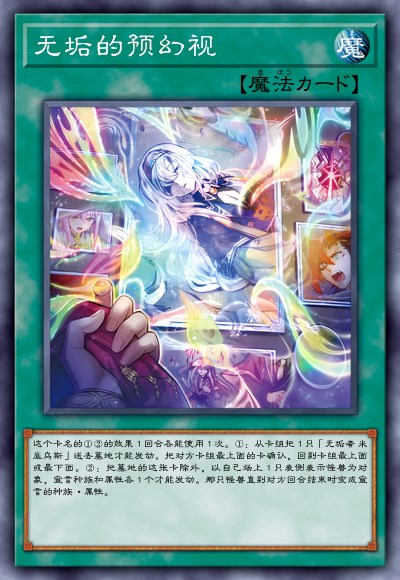 无垢的预幻视
魔
【魔法カード】
ま ほう
这个卡名的①②的效果1回合各能使用1次。①：从卡组把1只「无垢者 米
底乌斯」送去墓地才能发动。把对方卡组最上面的卡确认，回到卡组最上面
或最下面。②：把墓地的这张卡除外，以自己场上1只表侧表示怪兽为对
象，宣言种族和属性各1个才能发动。那只怪兽直到对方回合结束时变成宣
言的种族·属性。